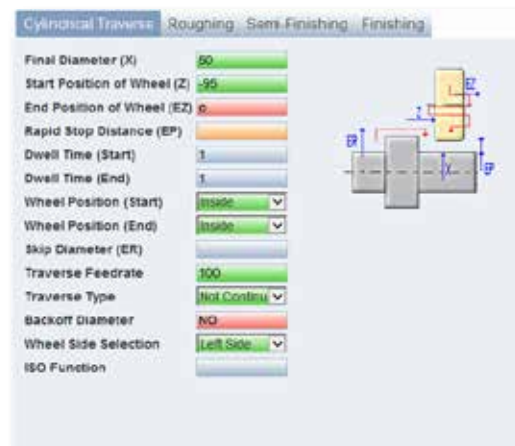 Cylindrical Traverse Roughing Semi Finishing Finishing
Final Diameter (X) 50
Start Position of Wheel (Z) -95
End Position of Wheel (EZ)
Rapid Stop Distance (EP)
Dwell Time (Start) 1
Dwell Time (End) 1
Wheel Position (Start) Inside
Wheel Position (End) Inside
Skip Diameter (ER)
Traverse Feedrate 100
Traverse Type Not Continu
Backoff Diameter NO
Wheel Side Selection Left Side
ISO Function
EZ
Z
X